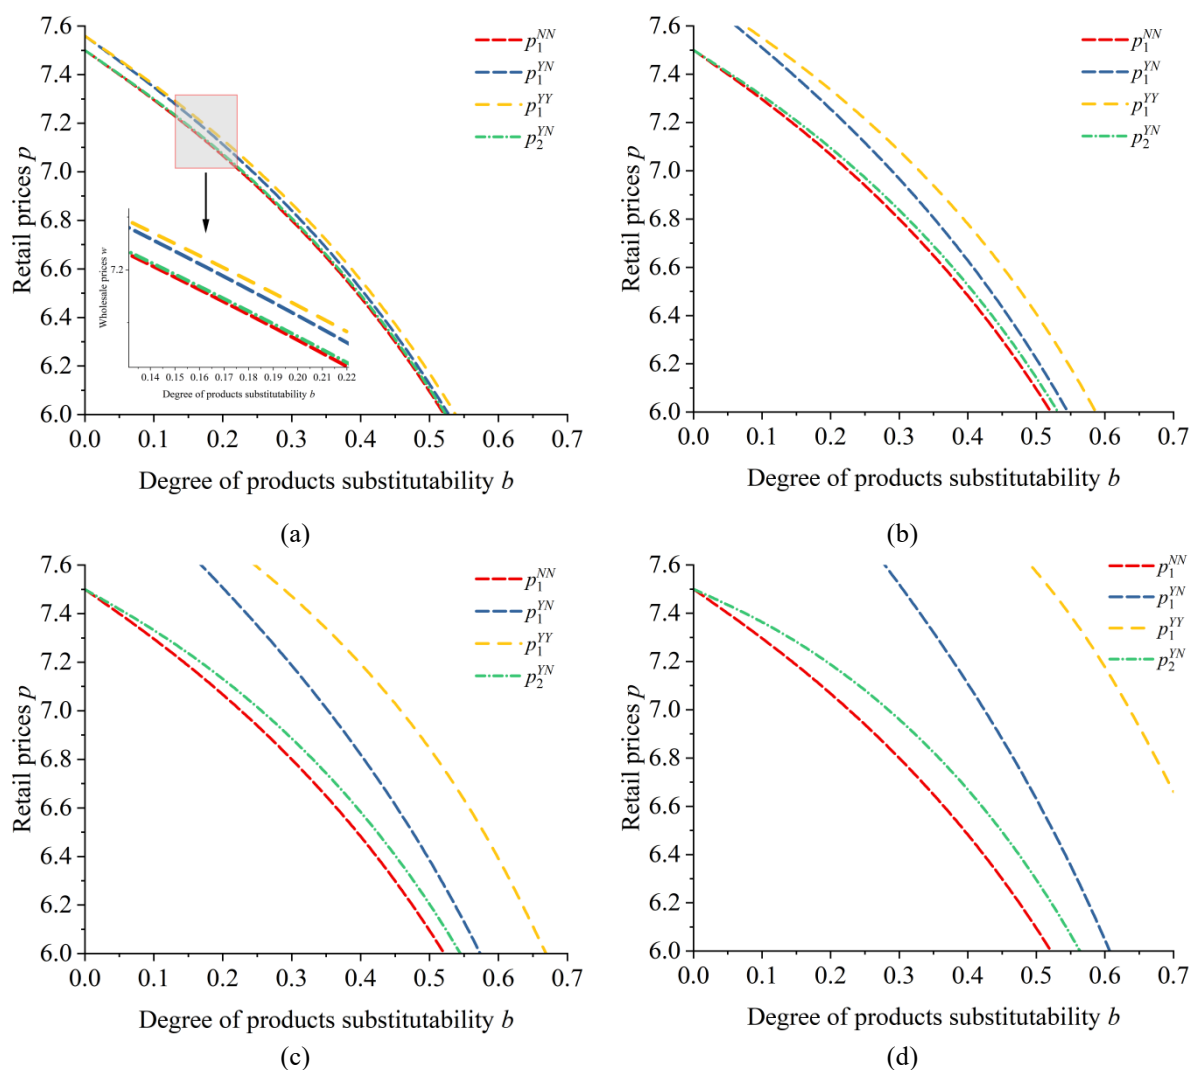 7.6
7.4
7.2
7.0
6.8
6.6
6.4
6.2
6.0
Retail prices p
p_1^{NN}
p_1^{YN}
p_1^{YY}
p_2^{YN}
Wholesale prices w
7.2
0.14 0.15 0.16 0.17 0.18 0.19 0.20 0.21 0.22
Degree of products substitutability b
0.0 0.1 0.2 0.3 0.4 0.5 0.6 0.7
Degree of products substitutability b
(a)
7.6
7.4
7.2
7.0
6.8
6.6
6.4
6.2
6.0
Retail prices p
p_1^{NN}
p_1^{YN}
p_1^{YY}
p_2^{YN}
0.0 0.1 0.2 0.3 0.4 0.5 0.6 0.7
Degree of products substitutability b
(b)
7.6
7.4
7.2
7.0
6.8
6.6
6.4
6.2
6.0
Retail prices p
p_1^{NN}
p_1^{YN}
p_1^{YY}
p_2^{YN}
0.0 0.1 0.2 0.3 0.4 0.5 0.6 0.7
Degree of products substitutability b
(c)
7.6
7.4
7.2
7.0
6.8
6.6
6.4
6.2
6.0
Retail prices p
p_1^{NN}
p_1^{YN}
p_1^{YY}
p_2^{YN}
0.0 0.1 0.2 0.3 0.4 0.5 0.6 0.7
Degree of products substitutability b
(d)